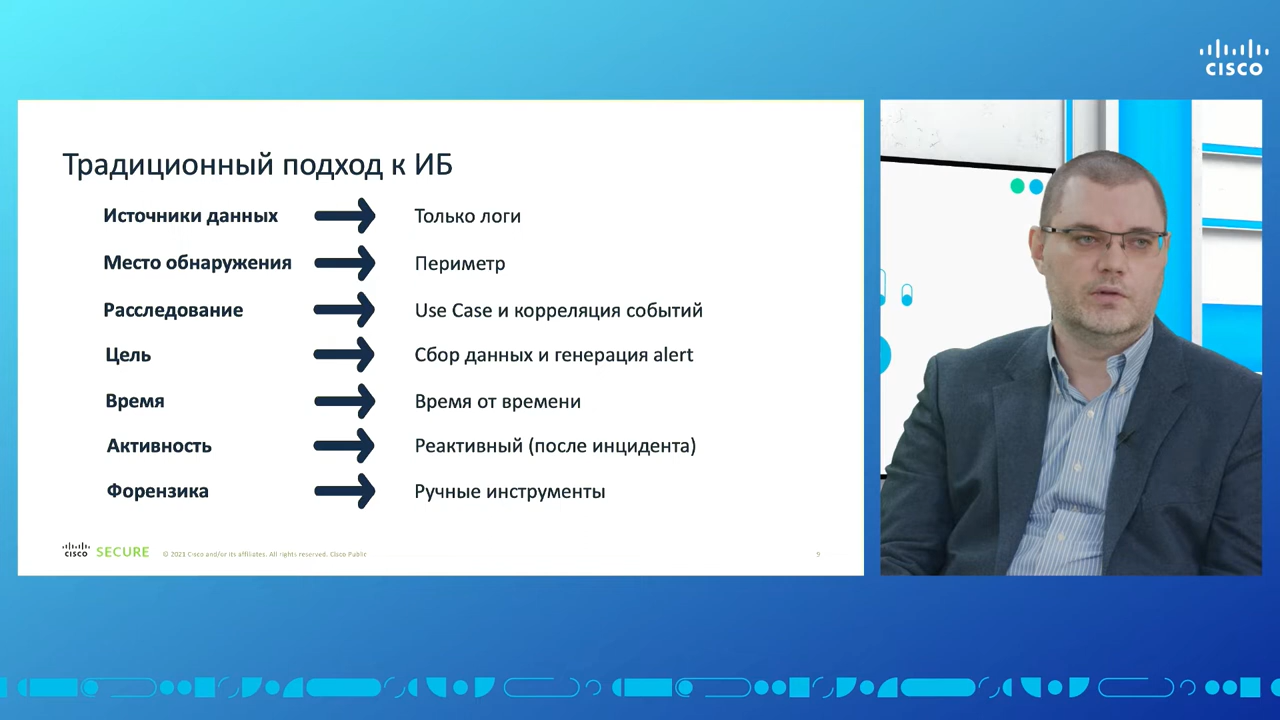 CISCO
Традиционный подход к ИБ
Источники данных Только логи
Место обнаружения Периметр
Расследование Use Case и корреляция событий
Цель Сбор данных и генерация alert
Время Время от времени
Активность Реактивный (после инцидента)
Форензика Ручные инструменты
CISCO SECURE © 2021 Cisco and/or its affiliates. All rights reserved. Cisco Public 9